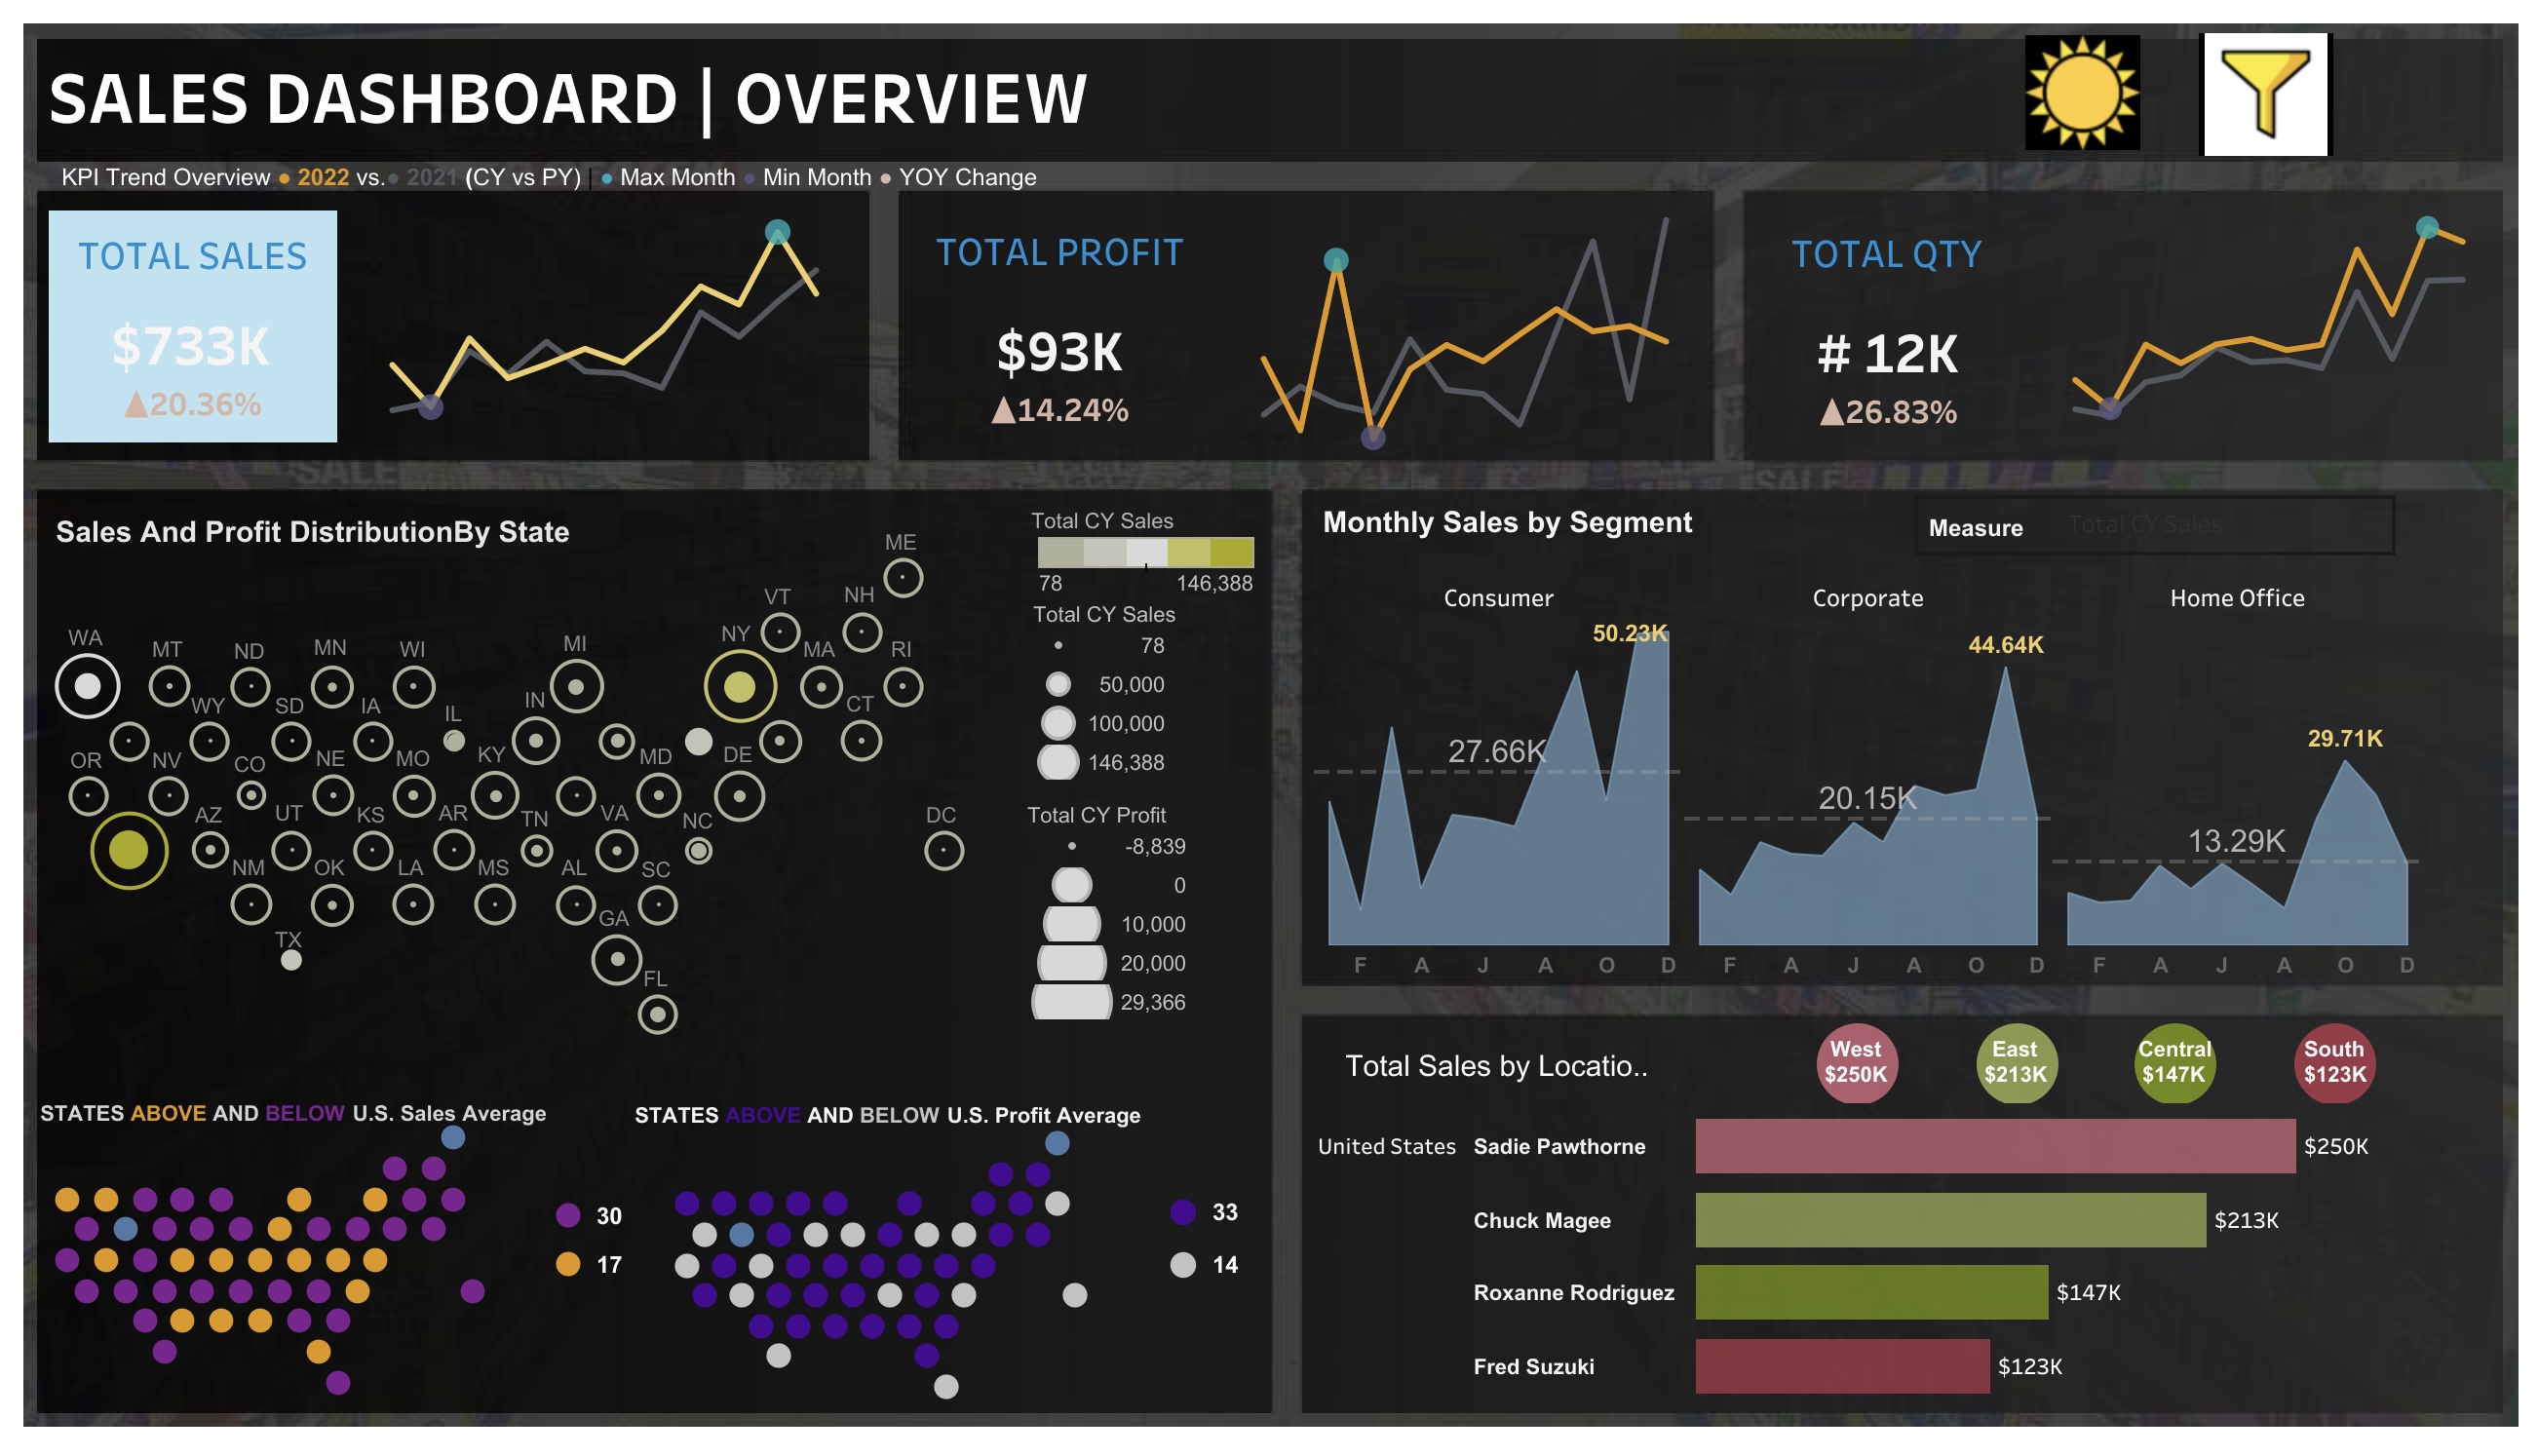 SALES DASHBOARD | OVERVIEW
KPI Trend Overview ● 2022 vs.● 2021 (CY vs PY) | ● Max Month ● Min Month ● YOY Change
TOTAL SALES
$733K
▲20.36%
TOTAL PROFIT
$93K
▲14.24%
TOTAL QTY
# 12K
▲26.83%
Sales And Profit DistributionBy State
ME
VT NH
WA MT ND MN WI MI NY MA RI
WY SD IA IL IN CT
OR NV CO NE MO KY MD DE
AZ UT KS AR TN VA NC DC
NM OK LA MS AL SC
TX GA
FL
Total CY Sales
78 146,388
Total CY Sales
78
50,000
100,000
146,388
Total CY Profit
-8,839
0
10,000
20,000
29,366
STATES ABOVE AND BELOW U.S. Sales Average
30
17
STATES ABOVE AND BELOW U.S. Profit Average
33
14
Monthly Sales by Segment
Measure Total CY Sales
Consumer Corporate Home Office
50.23K
44.64K
29.71K
27.66K
20.15K
13.29K
F A J A O D F A J A O D F A J A O D
Total Sales by Locatio..
West
$250K
East
$213K
Central
$147K
South
$123K
United States Sadie Pawthorne $250K
Chuck Magee $213K
Roxanne Rodriguez $147K
Fred Suzuki $123K
SALE
SALE